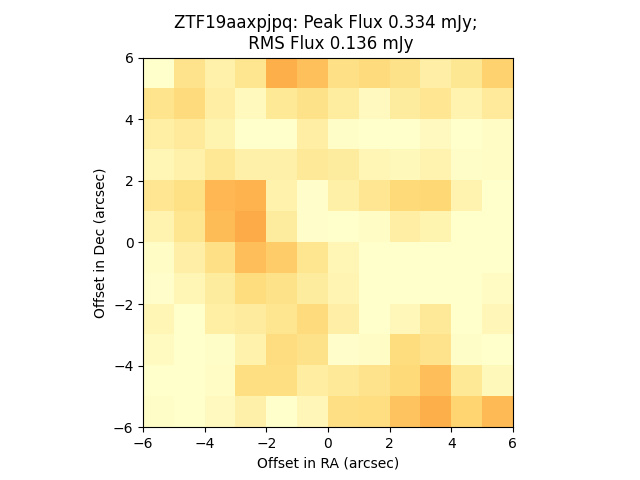 ZTF19aaxpjpq: Peak Flux 0.334 mJy;
RMS Flux 0.136 mJy
6
4
2
0
−2
−4
−6
Offset in Dec (arcsec)
−6 −4 −2 0 2 4 6
Offset in RA (arcsec)